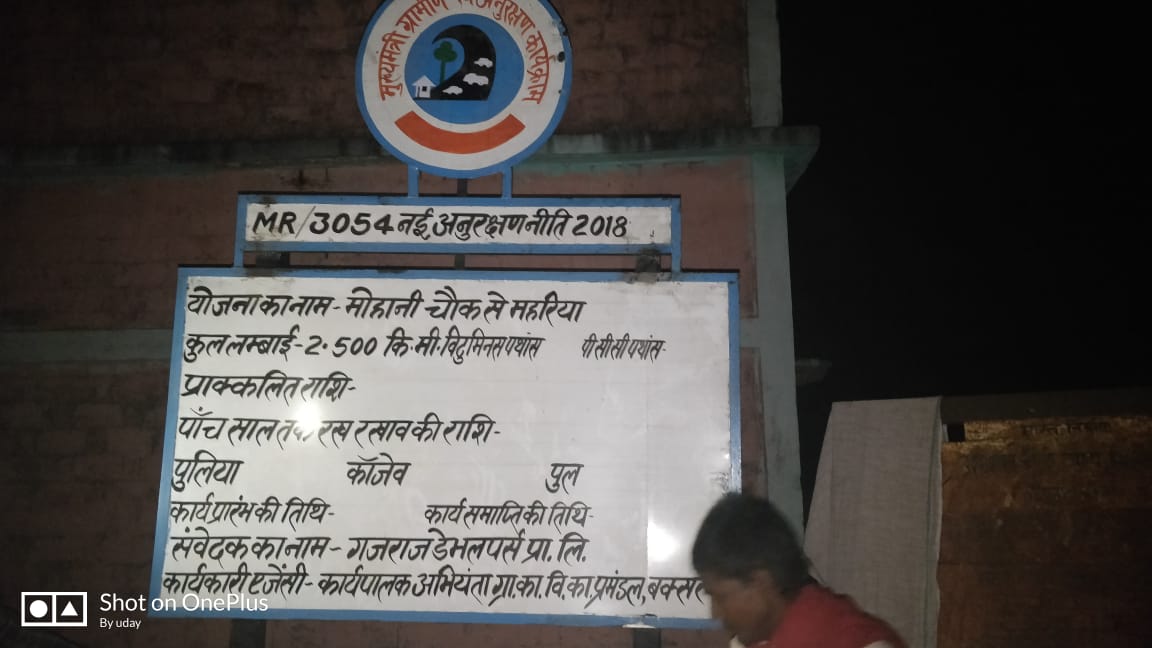 मुख्यमंत्री ग्रामीण अनुरक्षण कार्यक्रम
MR/3054 नई अनुरक्षण नीति 2018
योजना का नाम - मोहानी चौक से महरिया
कुल लम्बाई - 2.500 कि.मी. विटुमिनस पथांस पी सी सी पथांस -
प्राक्कलित राशि -
पाँच साल तक रख रखाव की राशि -
पुलिया कॉजेव पुल
कार्य प्रारंभ की तिथि - कार्य समाप्ति की तिथि -
संवेदक का नाम - गजराज डेभलपर्स प्रा. लि.
कार्यकारी एजेंसी - कार्यपालक अभियंता ग्रा.का.वि.का.प्रमंडल, बक्सर
Shot on OnePlus
By uday